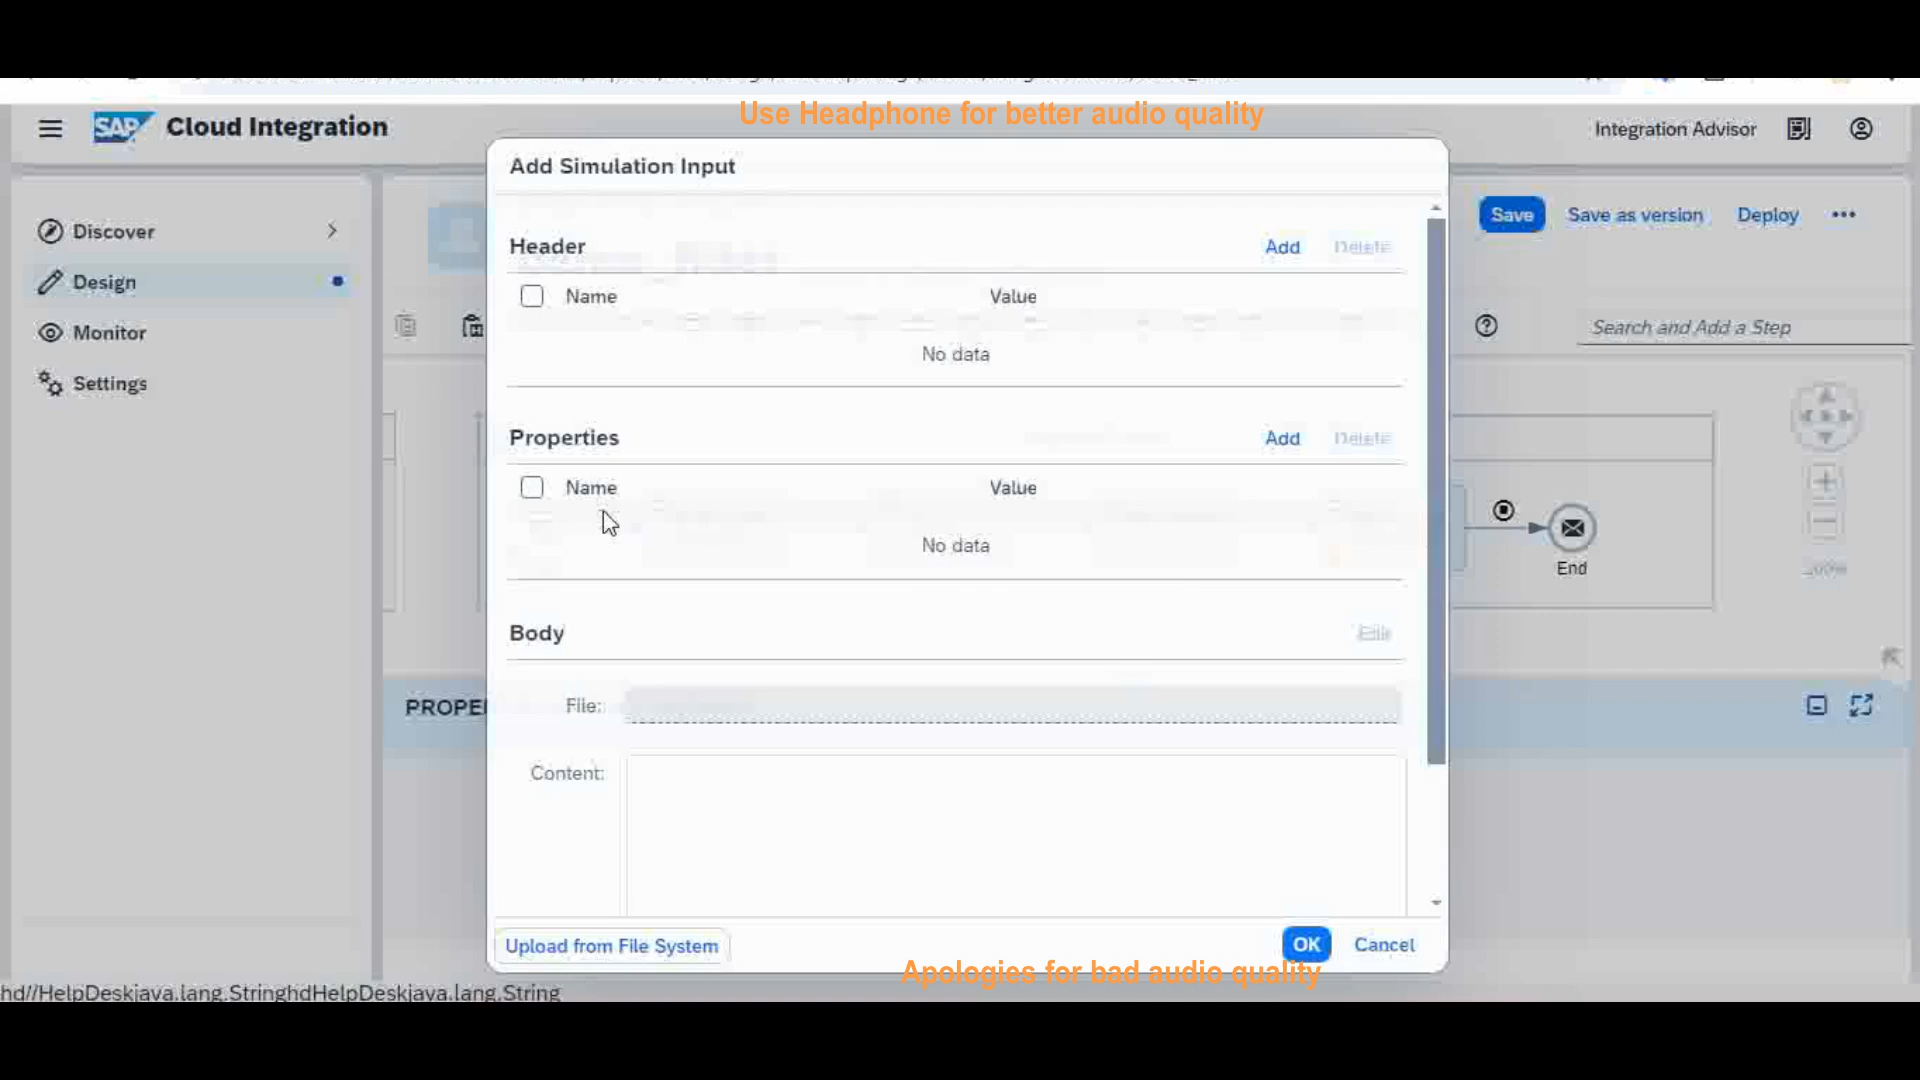 Use Headphone for better audio quality
SAP Cloud Integration
Integration Advisor
Add Simulation Input
Discover
Design
Monitor
Settings
Save
Save as version
Deploy
Search and Add a Step
Header
Add
Delete
Name
Value
No data
Properties
Add
Delete
Name
Value
No data
End
Body
Edit
File:
PROPE
Content:
Upload from File System
OK
Cancel
Apologies for bad audio quality
hd//HelpDeskjava.lang.StringhdHelpDeskjava.lang.String